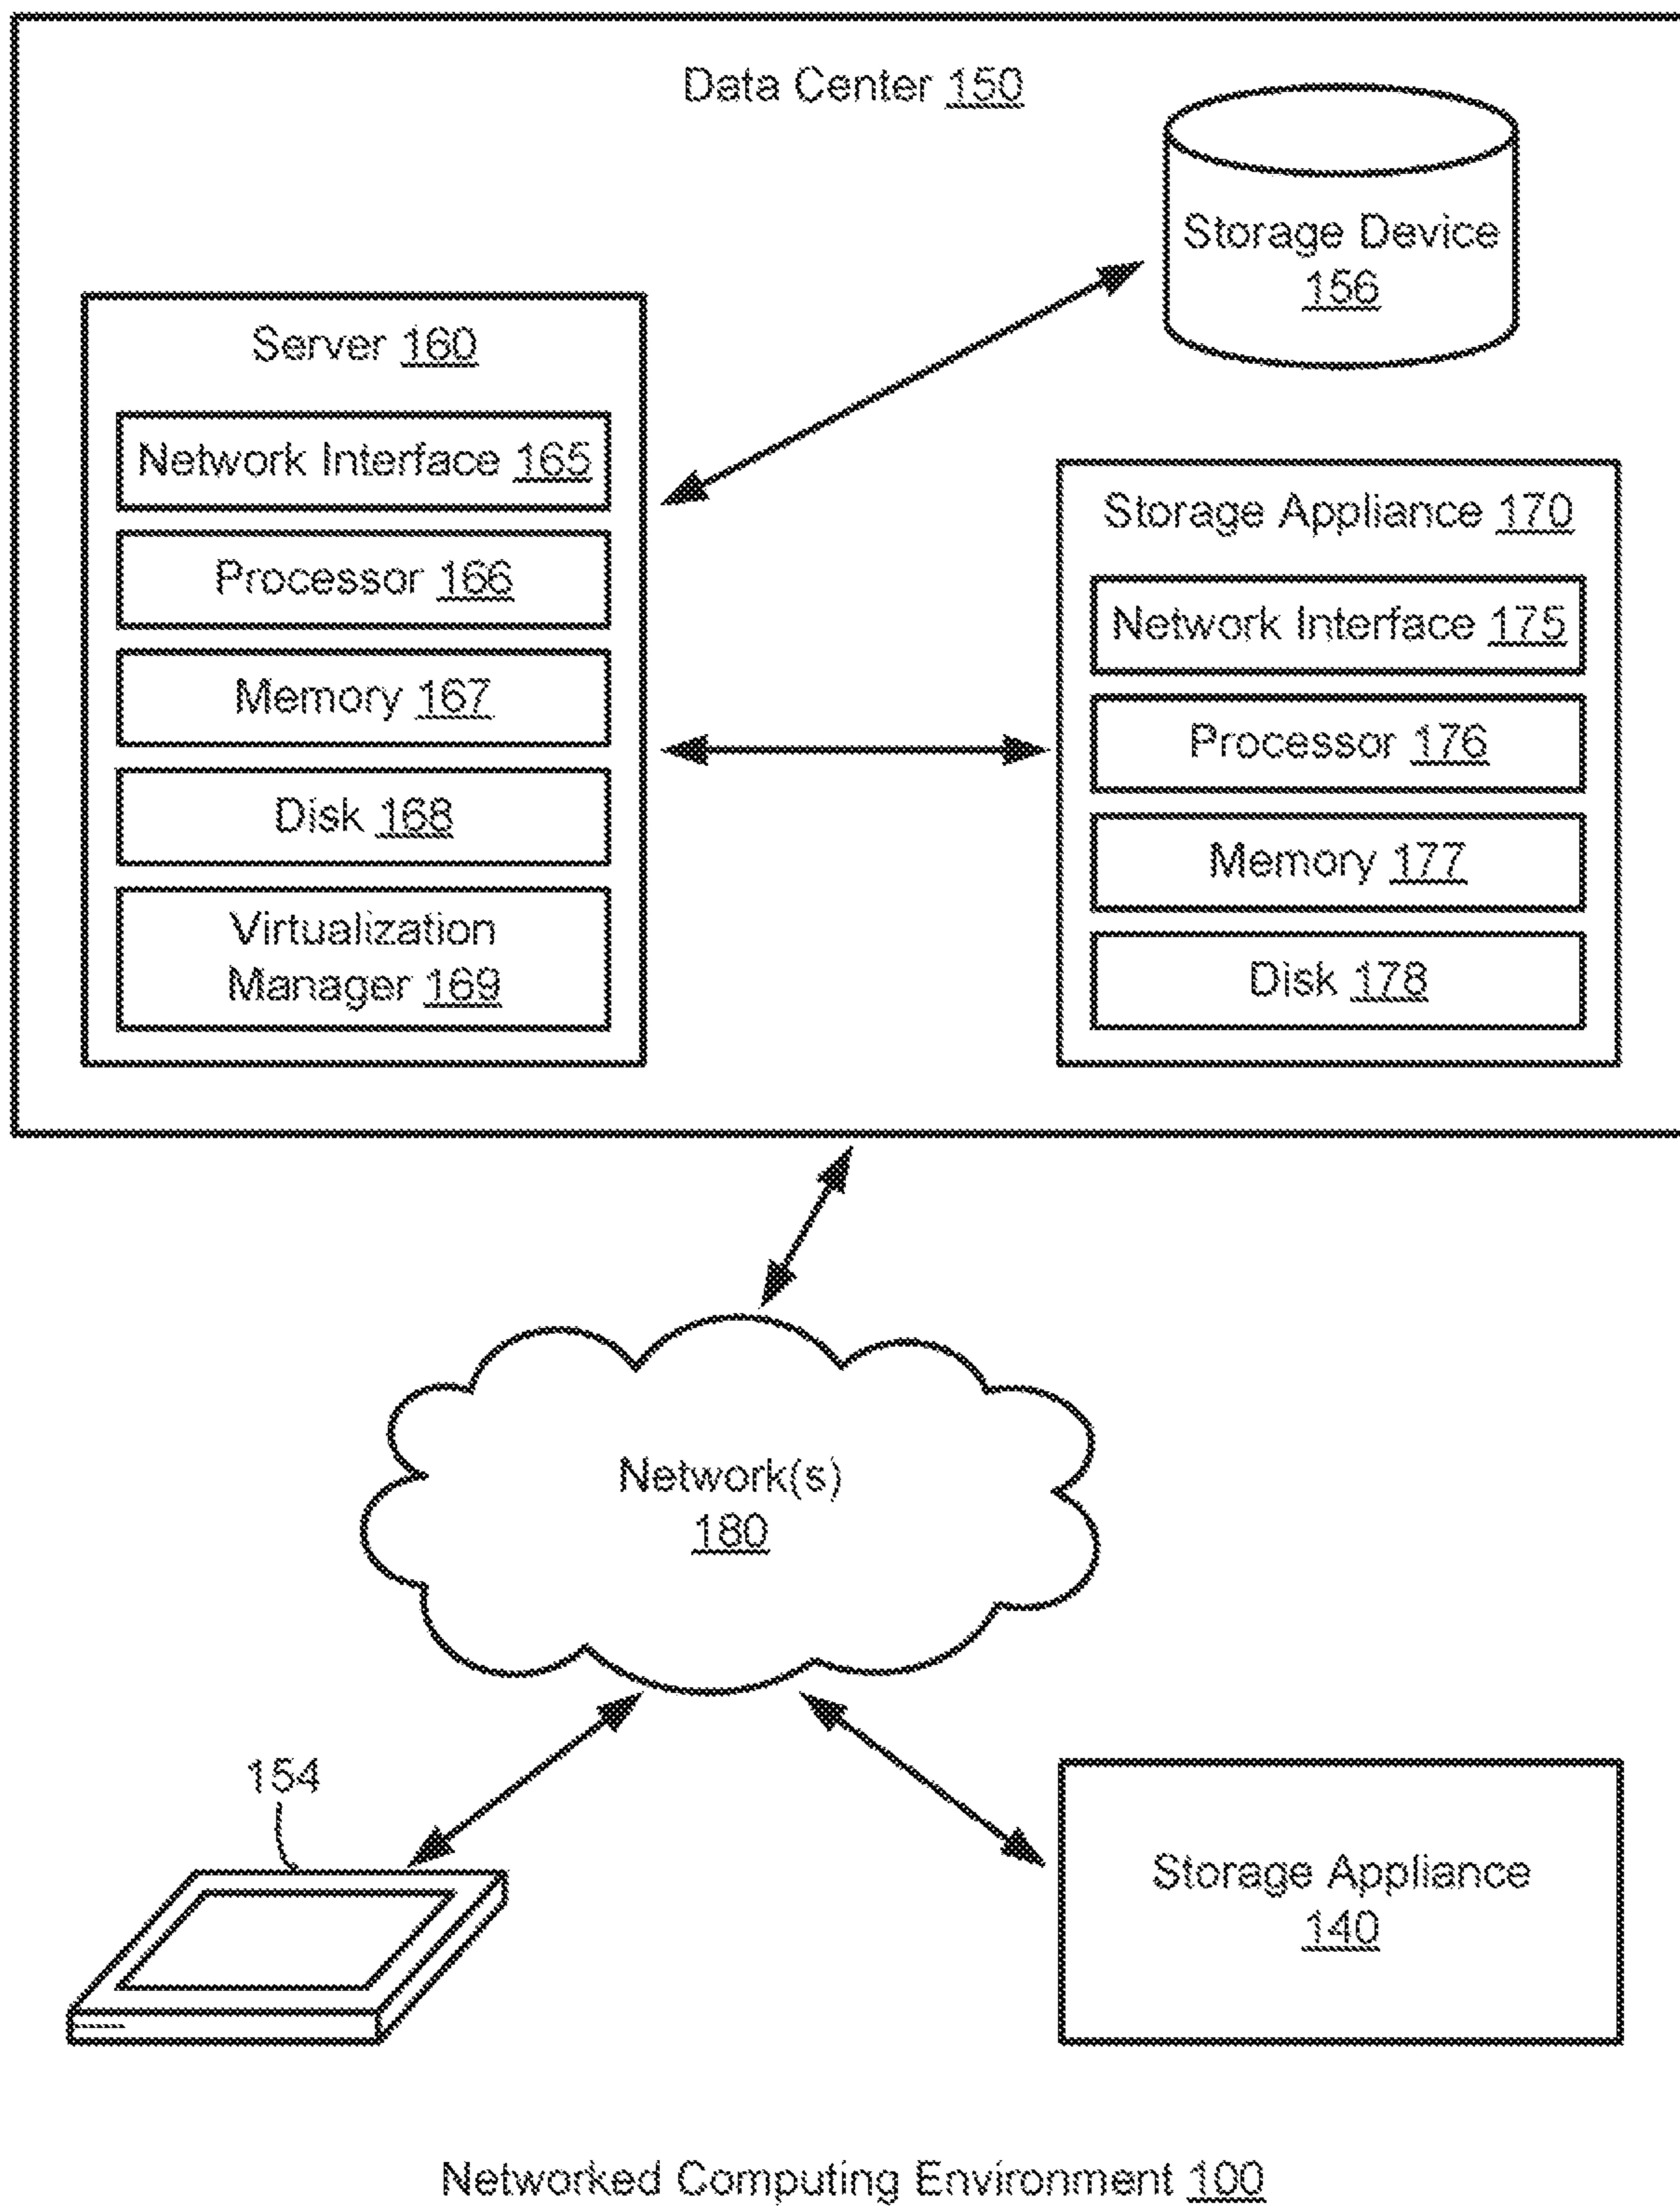 Data Center 150
Storage Device
156
Server 160
Network Interface 165
Processor 166
Memory 167
Disk 168
Virtualization
Manager 169
Storage Appliance 170
Network Interface 175
Processor 176
Memory 177
Disk 178
Network(s)
180
154
Storage Appliance
140
Networked Computing Environment 100